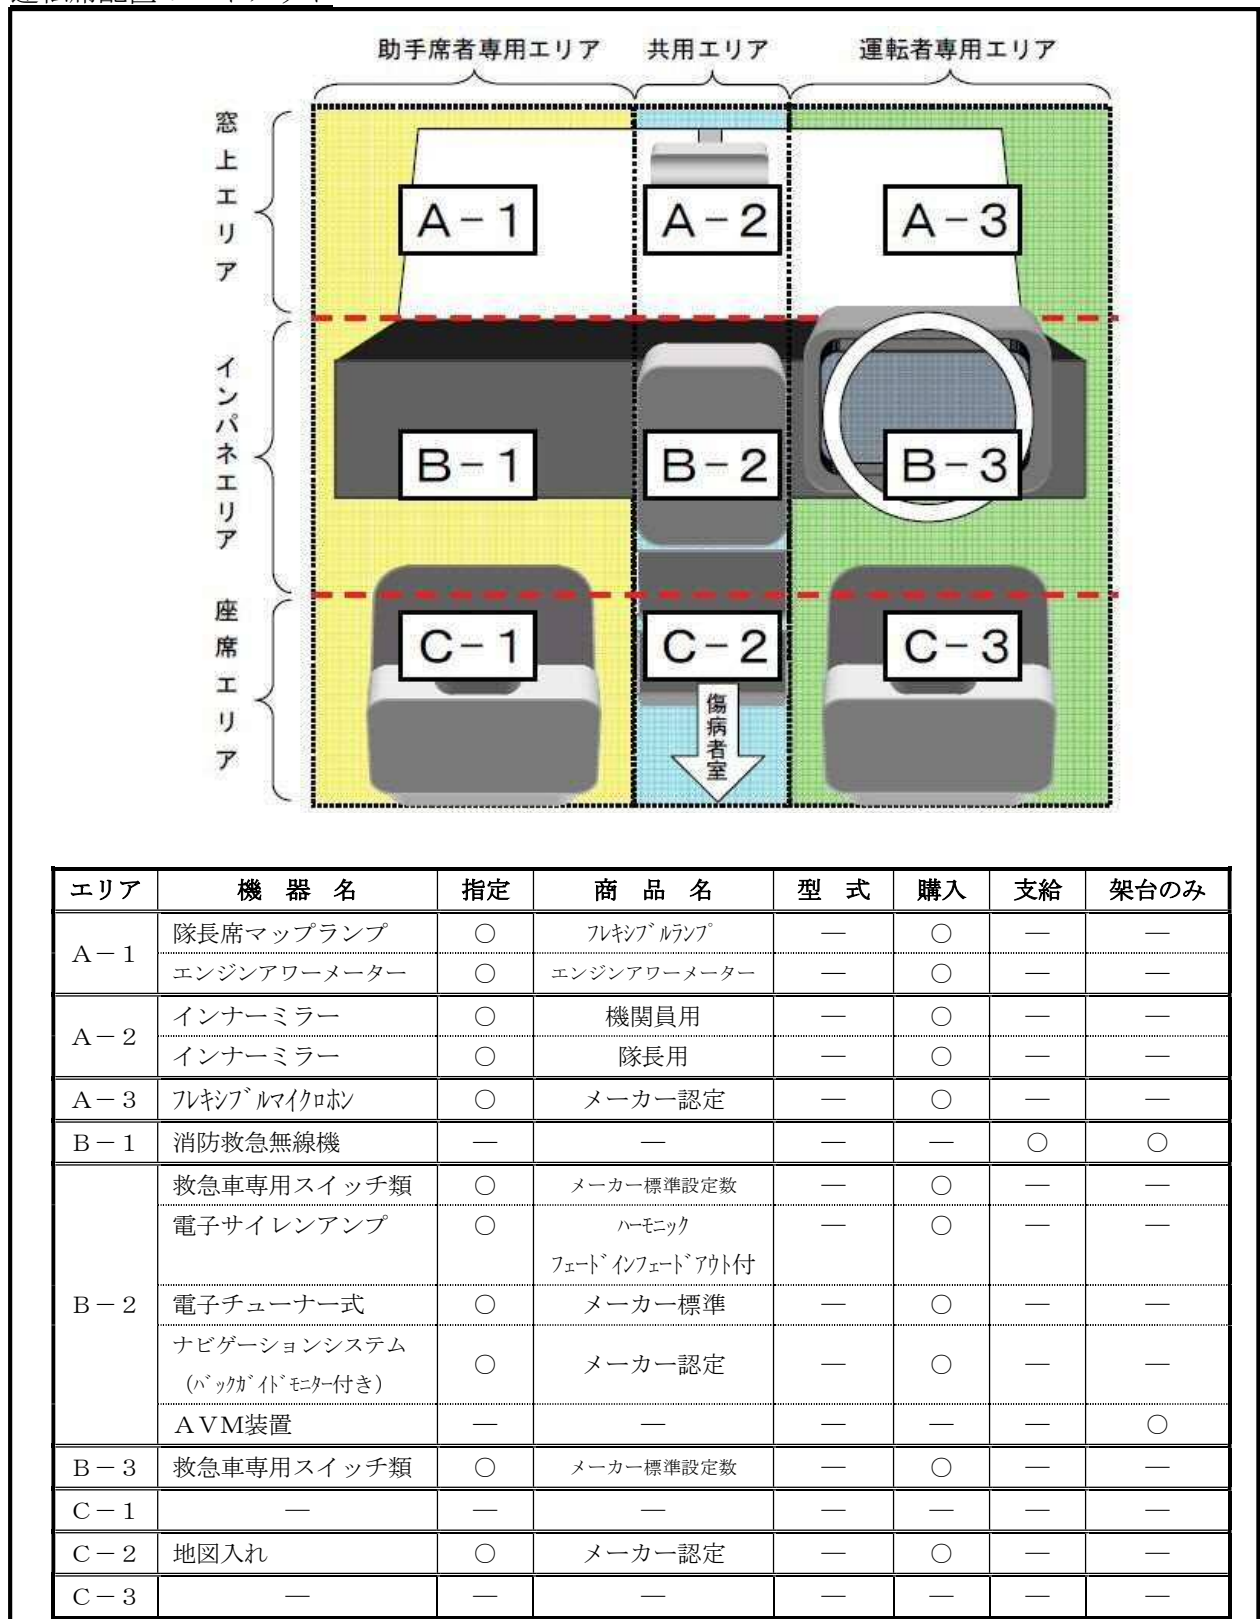 助手席者専用エリア 共用エリア 運転者専用エリア
窓上エリア
A-1 A-2 A-3
インパネエリア
B-1 B-2 B-3
座席エリア
C-1 C-2 C-3
傷病者室
エリア 機 器 名 指定 商 品 名 型 式 購入 支給 架台のみ
A-1 隊長席マップランプ ○ フレキシブルランプ ― ○ ― ―
エンジンアワーメーター ○ エンジンアワーメーター ― ○ ― ―
A-2 インナーミラー ○ 機関員用 ― ○ ― ―
インナーミラー ○ 隊長用 ― ○ ― ―
A-3 フレキシブルマイクロホン ○ メーカー認定 ― ○ ― ―
B-1 消防救急無線機 ― ― ― ― ○ ○
B-2 救急車専用スイッチ類 ○ メーカー標準設定数 ― ○ ― ―
電子サイレンアンプ ○ ハーモニック ― ○ ― ―
フェードインフェードアウト付
電子チューナー式 ○ メーカー標準 ― ○ ― ―
ナビゲーションシステム ○ メーカー認定 ― ○ ― ―
(バックガイドモニター付き)
AVM装置 ― ― ― ― ― ○
B-3 救急車専用スイッチ類 ○ メーカー標準設定数 ― ○ ― ―
C-1 ― ― ― ― ― ― ―
C-2 地図入れ ○ メーカー認定 ― ○ ― ―
C-3 ― ― ― ― ― ― ―